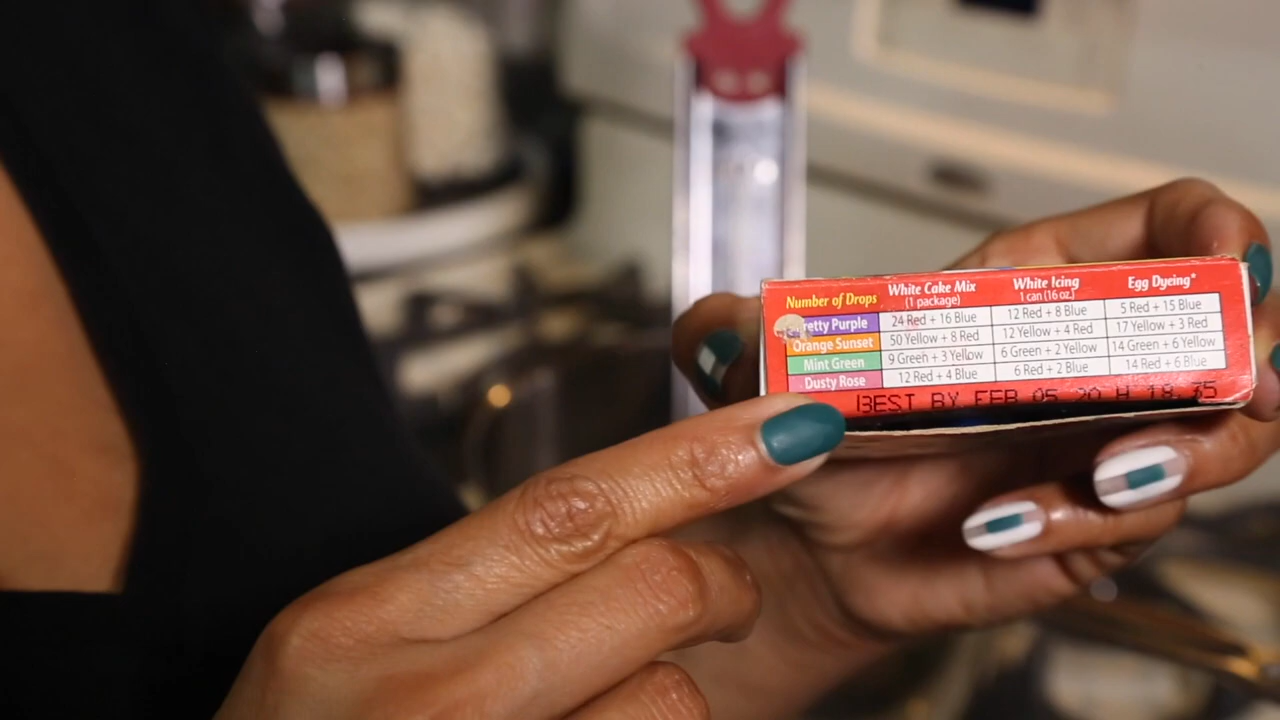 Number of Drops White Cake Mix (1 package) White Icing 1 can (16 oz.) Egg Dyeing*
Pretty Purple 24 Red + 16 Blue 12 Red + 8 Blue 5 Red + 15 Blue
Orange Sunset 50 Yellow + 8 Red 12 Yellow + 4 Red 17 Yellow + 3 Red
Mint Green 9 Green + 3 Yellow 6 Green + 2 Yellow 14 Green + 6 Yellow
Dusty Rose 12 Red + 4 Blue 6 Red + 2 Blue 14 Red + 6 Blue
BEST BY FEB 05 20 H 18 35